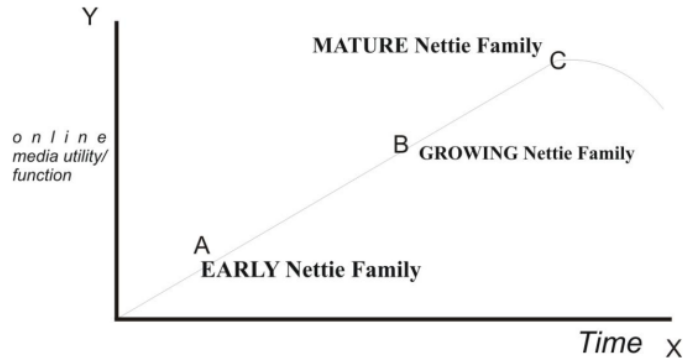 Y
MATURE Nettie Family
C
o n l i n e
media utility/
function
B
GROWING Nettie Family
A
EARLY Nettie Family
Time
X